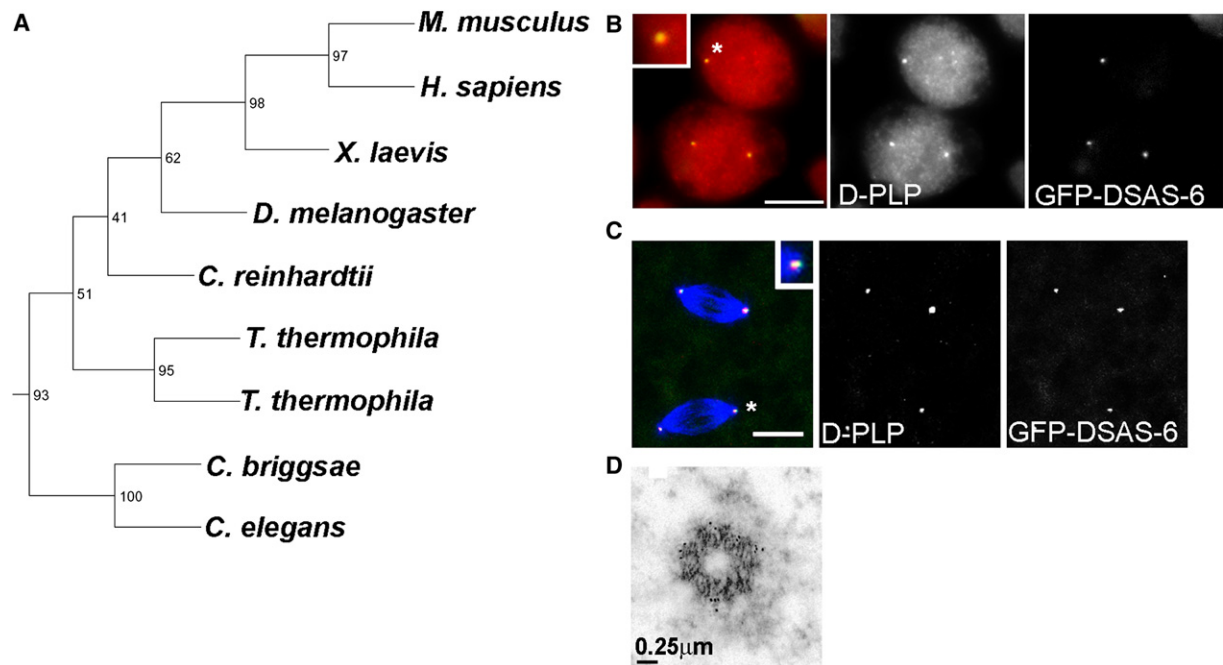 A
M. musculus
97
H. sapiens
98
X. laevis
62
D. melanogaster
41
C. reinhardtii
51
T. thermophila
95
T. thermophila
93
C. briggsae
100
C. elegans
B
*
D-PLP
GFP-DSAS-6
C
*
D-PLP
GFP-DSAS-6
D
0.25µm